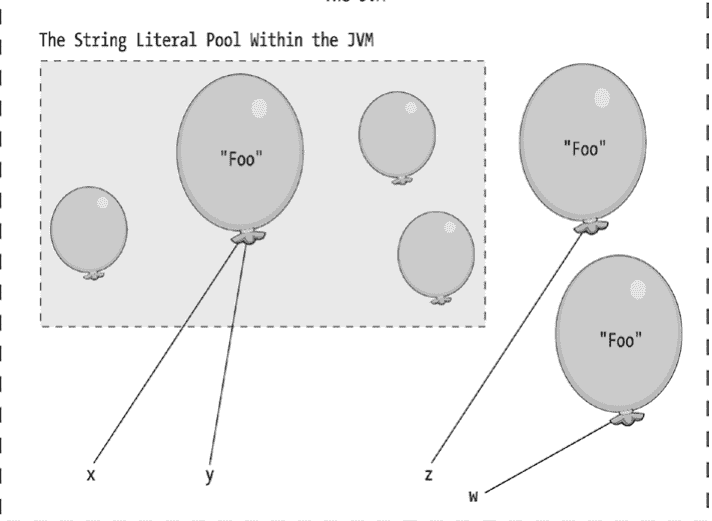 The String Literal Pool Within the JVM
"Foo"
"Foo"
"Foo"
x
y
z
w